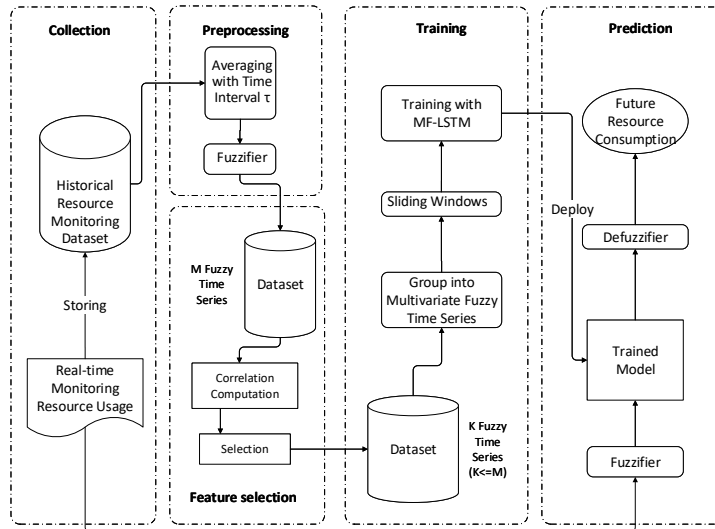 Collection
Historical
Resource
Monitoring
Dataset
Storing
Real-time
Monitoring
Resource Usage
Preprocessing
Averaging
with Time
Interval τ
Fuzzifier
M Fuzzy
Time
Series
Dataset
Correlation
Computation
Selection
Feature selection
Training
Training with
MF-LSTM
Sliding Windows
Group into
Multivariate Fuzzy
Time Series
Dataset
K Fuzzy
Time
Series
(K<=M)
Prediction
Future
Resource
Consumption
Deploy
Defuzzifier
Trained
Model
Fuzzifier